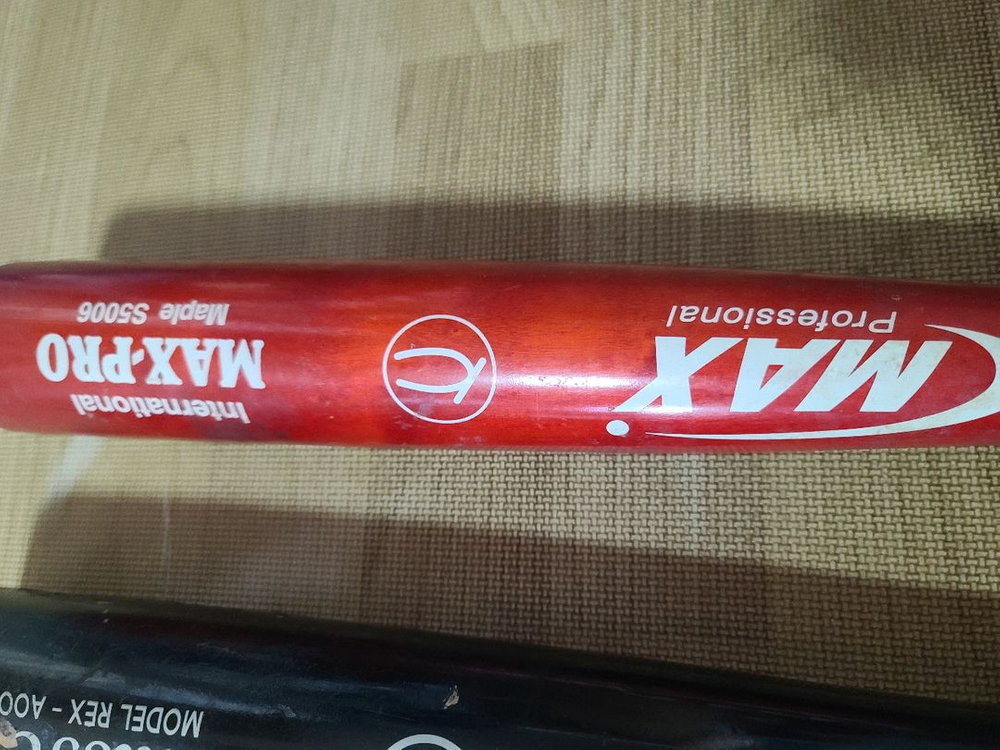 MAX
Professional
International
MAX-PRO
Maple S5006
MODEL REX - A00